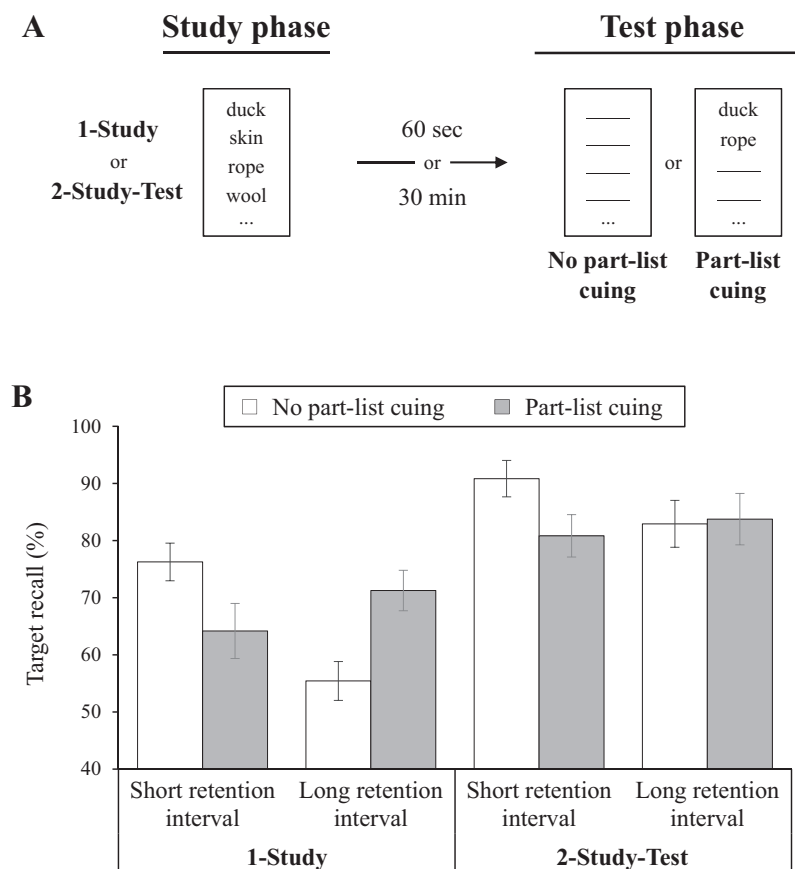 A
Study phase
Test phase
1-Study
or
2-Study-Test
duck
skin
rope
wool
...
60 sec
or
30 min
...
or
duck
rope
...
No part-list
cuing
Part-list
cuing
B
No part-list cuing
Part-list cuing
Target recall (%)
100
90
80
70
60
50
40
Short retention
interval
Long retention
interval
Short retention
interval
Long retention
interval
1-Study
2-Study-Test